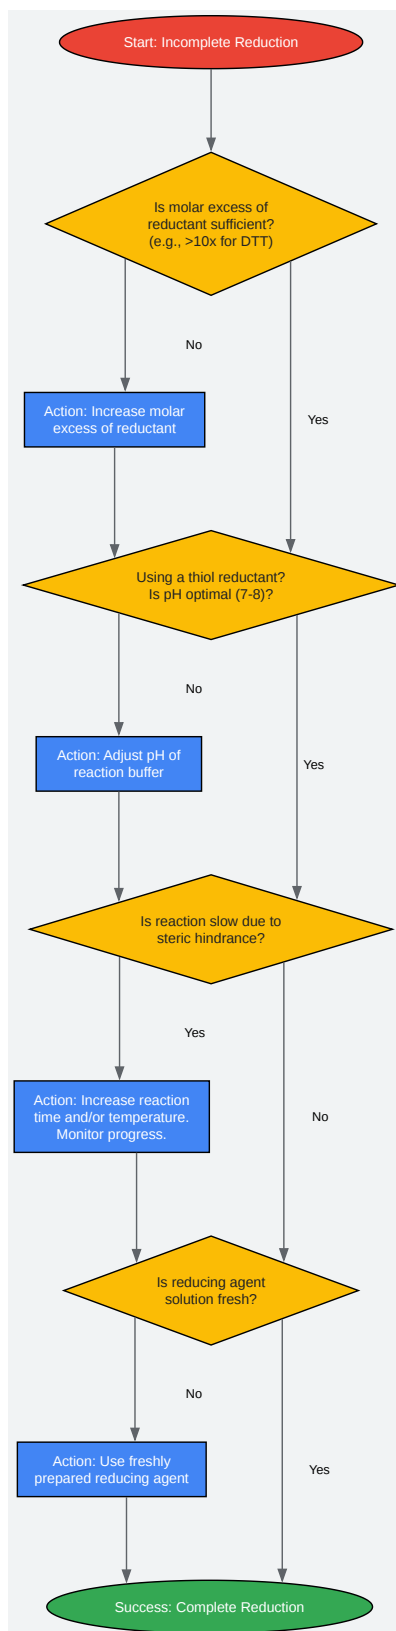 Start: Incomplete Reduction
Is molar excess of
reductant sufficient?
(e.g., >10x for DTT)
No
Action: Increase molar
excess of reductant
Yes
Using a thiol reductant?
Is pH optimal (7-8)?
No
Action: Adjust pH of
reaction buffer
Yes
Is reaction slow due to
steric hindrance?
Yes
Action: Increase reaction
time and/or temperature.
Monitor progress.
No
Is reducing agent
solution fresh?
No
Action: Use freshly
prepared reducing agent
Yes
Success: Complete Reduction